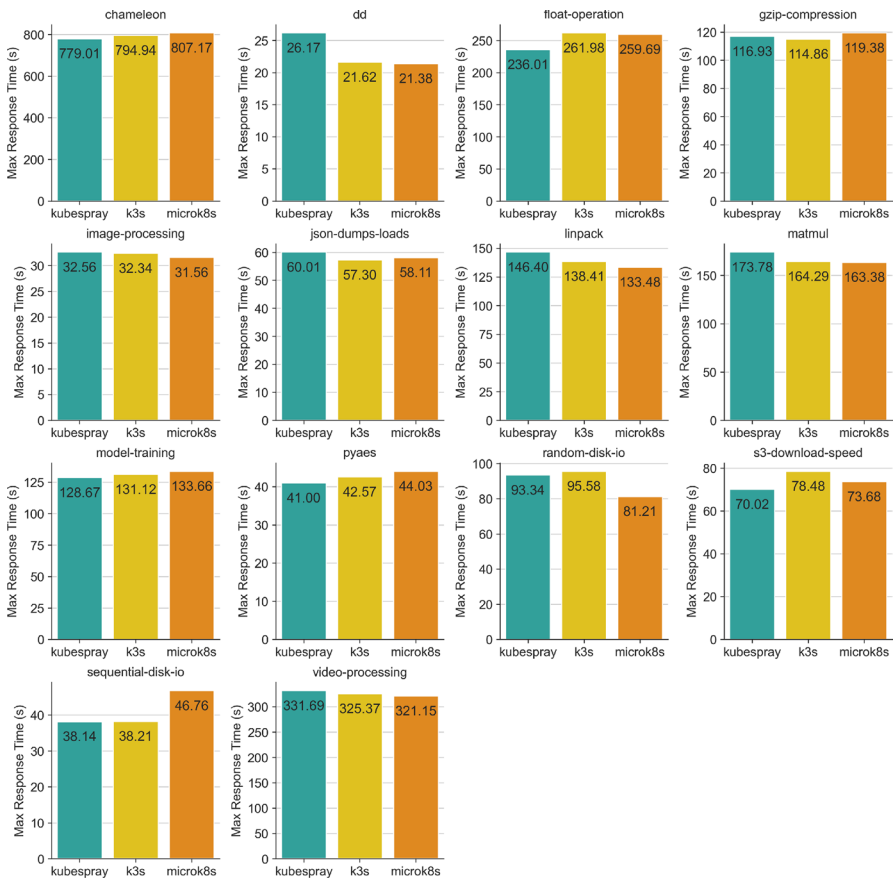 chameleon
Max Response Time (s)
800
600
400
200
0
779.01
794.94
807.17
kubespray k3s microk8s
dd
Max Response Time (s)
25
20
15
10
5
0
26.17
21.62
21.38
kubespray k3s microk8s
float-operation
Max Response Time (s)
250
200
150
100
50
0
236.01
261.98
259.69
kubespray k3s microk8s
gzip-compression
Max Response Time (s)
120
100
80
60
40
20
0
116.93
114.86
119.38
kubespray k3s microk8s
image-processing
Max Response Time (s)
30
25
20
15
10
5
0
32.56
32.34
31.56
kubespray k3s microk8s
json-dumps-loads
Max Response Time (s)
60
50
40
30
20
10
0
60.01
57.30
58.11
kubespray k3s microk8s
linpack
Max Response Time (s)
150
125
100
75
50
25
0
146.40
138.41
133.48
kubespray k3s microk8s
matmul
Max Response Time (s)
150
100
50
0
173.78
164.29
163.38
kubespray k3s microk8s
model-training
Max Response Time (s)
125
100
75
50
25
0
128.67
131.12
133.66
kubespray k3s microk8s
pyaes
Max Response Time (s)
40
30
20
10
0
41.00
42.57
44.03
kubespray k3s microk8s
random-disk-io
Max Response Time (s)
100
80
60
40
20
0
93.34
95.58
81.21
kubespray k3s microk8s
s3-download-speed
Max Response Time (s)
80
60
40
20
0
70.02
78.48
73.68
kubespray k3s microk8s
sequential-disk-io
Max Response Time (s)
40
30
20
10
0
38.14
38.21
46.76
kubespray k3s microk8s
video-processing
Max Response Time (s)
300
250
200
150
100
50
0
331.69
325.37
321.15
kubespray k3s microk8s